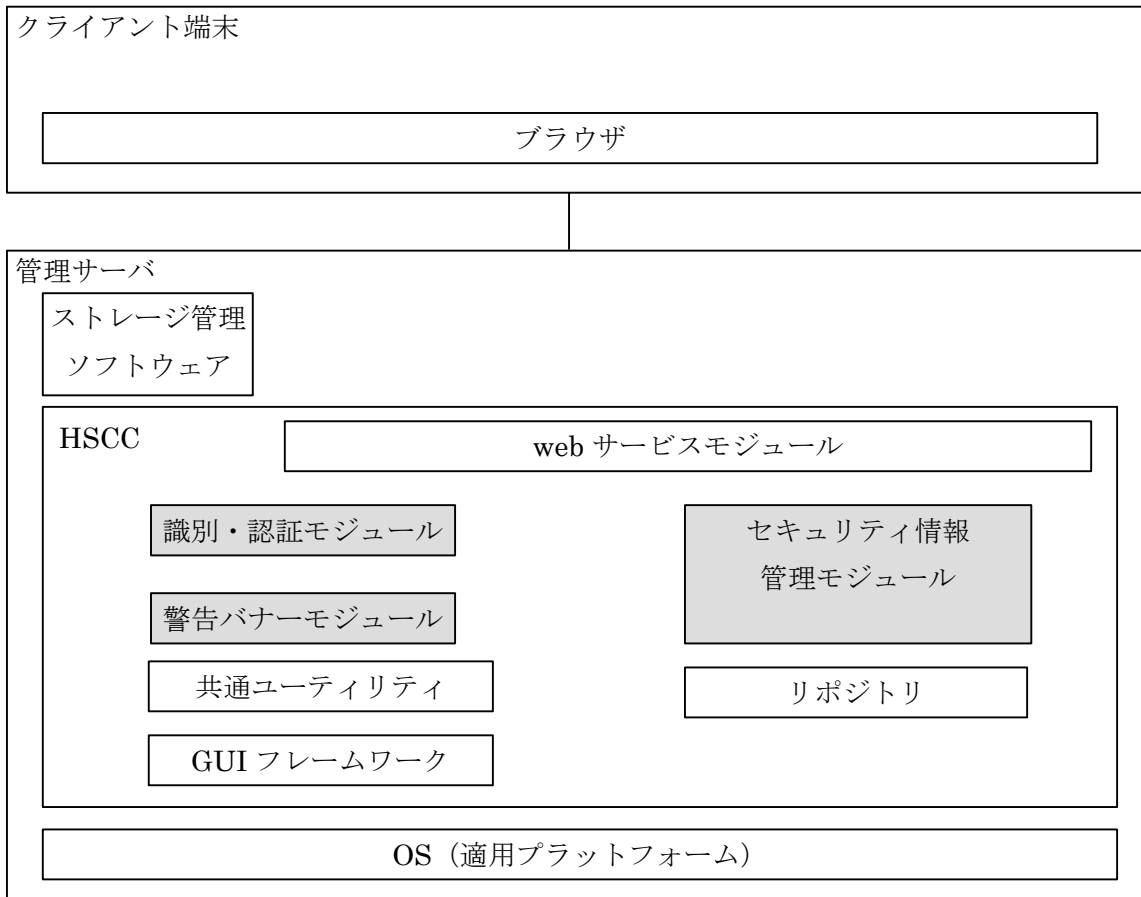 クライアント端末
ブラウザ
管理サーバ
ストレージ管理
ソフトウェア
HSCC
web サービスモジュール
識別・認証モジュール
セキュリティ情報
管理モジュール
警告バナーモジュール
共通ユーティリティ
リポジトリ
GUI フレームワーク
OS（適用プラットフォーム）